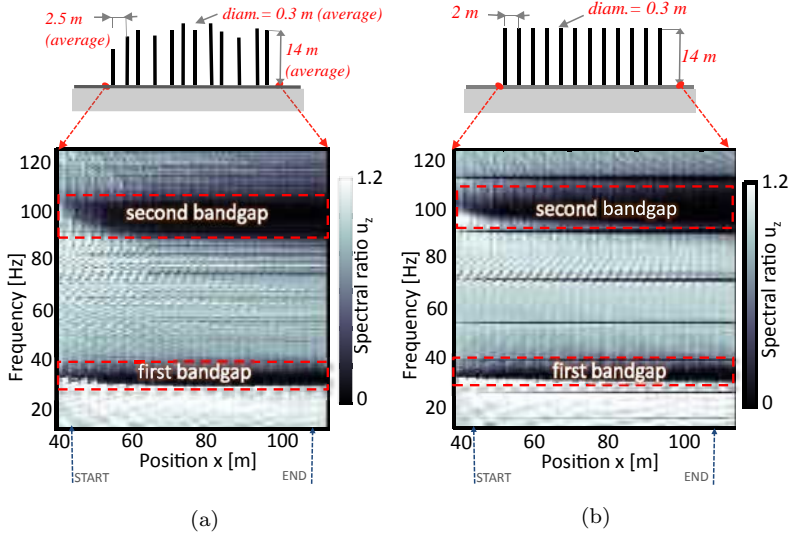 2.5 m
(average)
diam.= 0.3 m (average)
14 m
(average)
120
100
80
60
40
20
Frequency [Hz]
second bandgap
first bandgap
40
60
80
100
Position x [m]
START
END
1.2
0
Spectral ratio uz
(a)
2 m
diam.= 0.3 m
14 m
120
100
80
60
40
20
Frequency [Hz]
second bandgap
first bandgap
40
60
80
100
Position x [m]
START
END
1.2
0
Spectral ratio uz
(b)